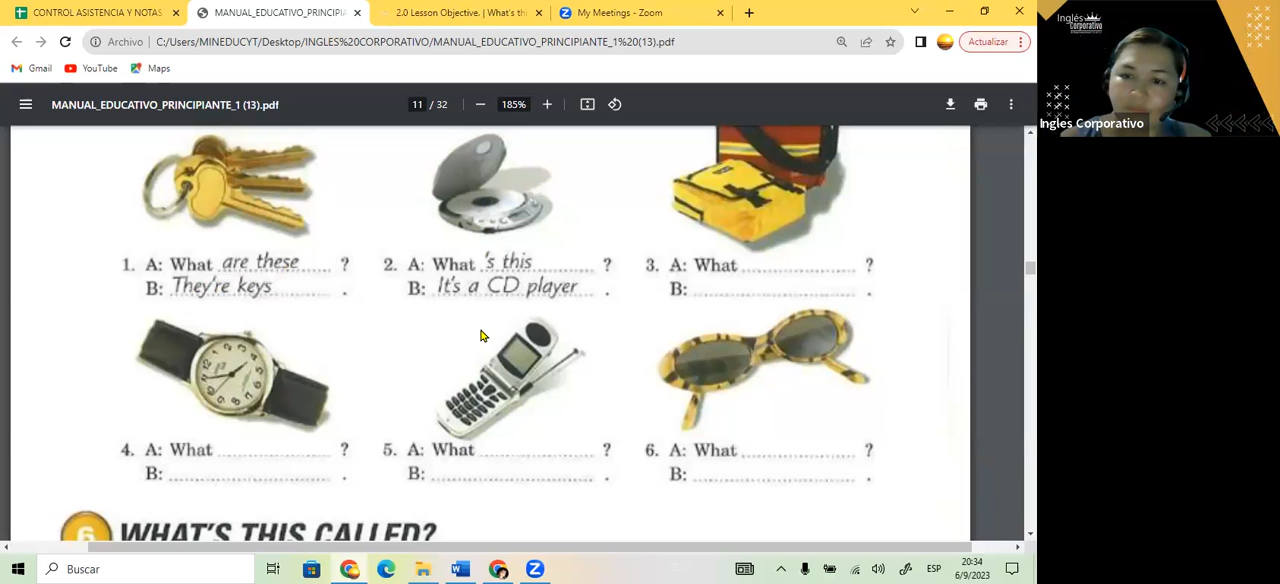 CONTROL ASISTENCIA Y NOTAS
MANUAL_EDUCATIVO_PRINCIPIA
2.0 Lesson Objective. | What's thi
My Meetings - Zoom
Archivo
C:/Users/MINEDUCYT/Desktop/INGLES%20CORPORATIVO/MANUAL_EDUCATIVO_PRINCIPIANTE_1%20(13).pdf
Actualizar
Gmail
YouTube
Maps
MANUAL_EDUCATIVO_PRINCIPIANTE_1 (13).pdf
11 / 32
185%
Inglés Corporativo
Ingles Corporativo
1. A: What are these ?
B: They're keys .
2. A: What 's this ?
B: It's a CD player .
3. A: What ?
B: .
4. A: What ?
B: .
5. A: What ?
B: .
6. A: What ?
B: .
6 WHAT'S THIS CALLED?
Buscar
ESP
20:34
6/9/2023